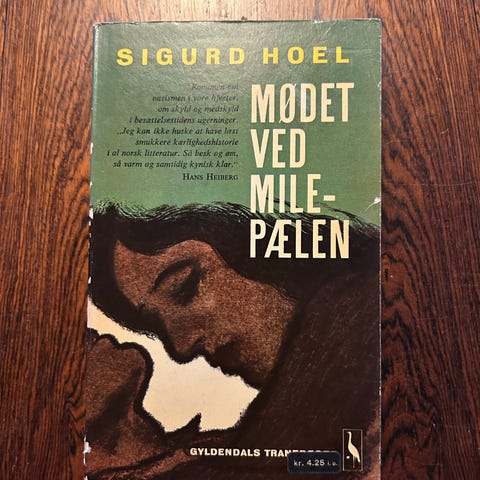 SIGURD HOEL
Romanen om
nazismen i vore hjerter,
om skyld og medskyld
i besættelsestidens ugerninger.
„Jeg kan ikke huske at have læst
smukkere kærlighedshistorie
i al norsk litteratur. Så besk og øm,
så varm og samtidig kynisk klar.“
HANS HEIBERG
MØDET
VED
MILE-
PÆLEN
GYLDENDALS
kr. 4.25 i.o.